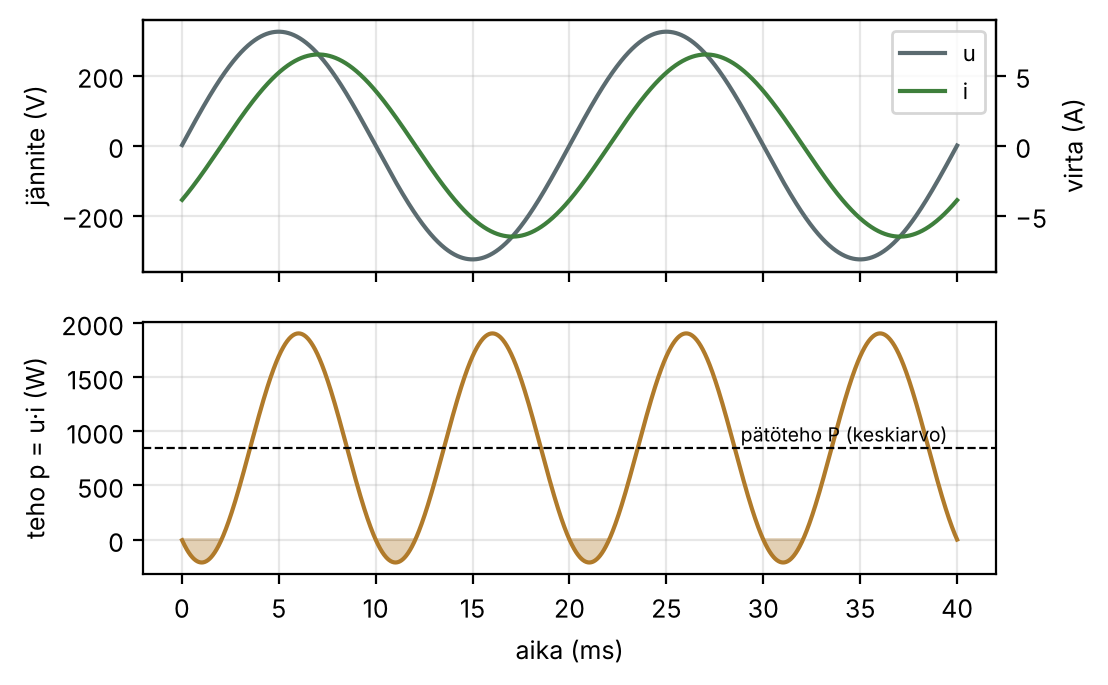 jännite (V)
200
0
−200
u
i
5
0
−5
virta (A)
teho p = u·i (W)
2000
1500
1000
500
0
pätöteho P (keskiarvo)
0 5 10 15 20 25 30 35 40
aika (ms)